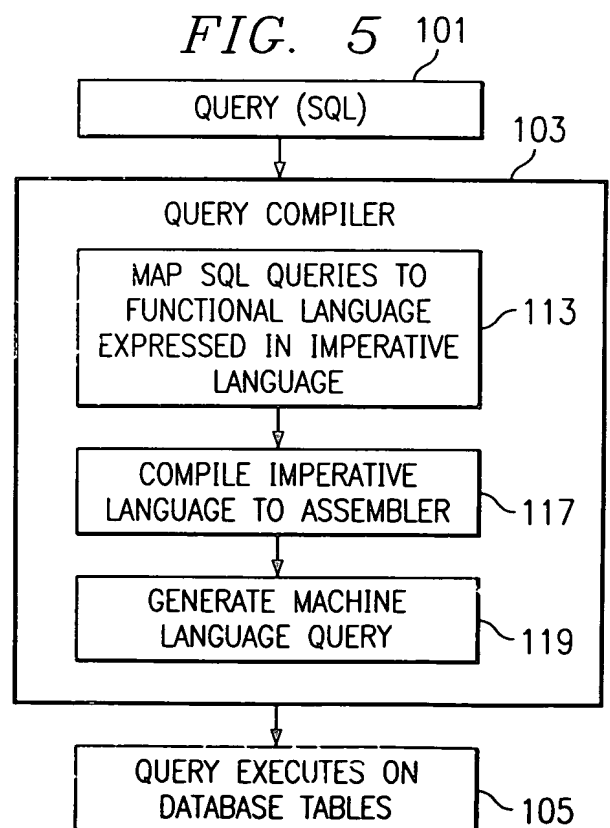 FIG. 5
101
QUERY (SQL)
103
QUERY COMPILER
MAP SQL QUERIES TO
FUNCTIONAL LANGUAGE
EXPRESSED IN IMPERATIVE
LANGUAGE
113
COMPILE IMPERATIVE
LANGUAGE TO ASSEMBLER
117
GENERATE MACHINE
LANGUAGE QUERY
119
QUERY EXECUTES ON
DATABASE TABLES
105